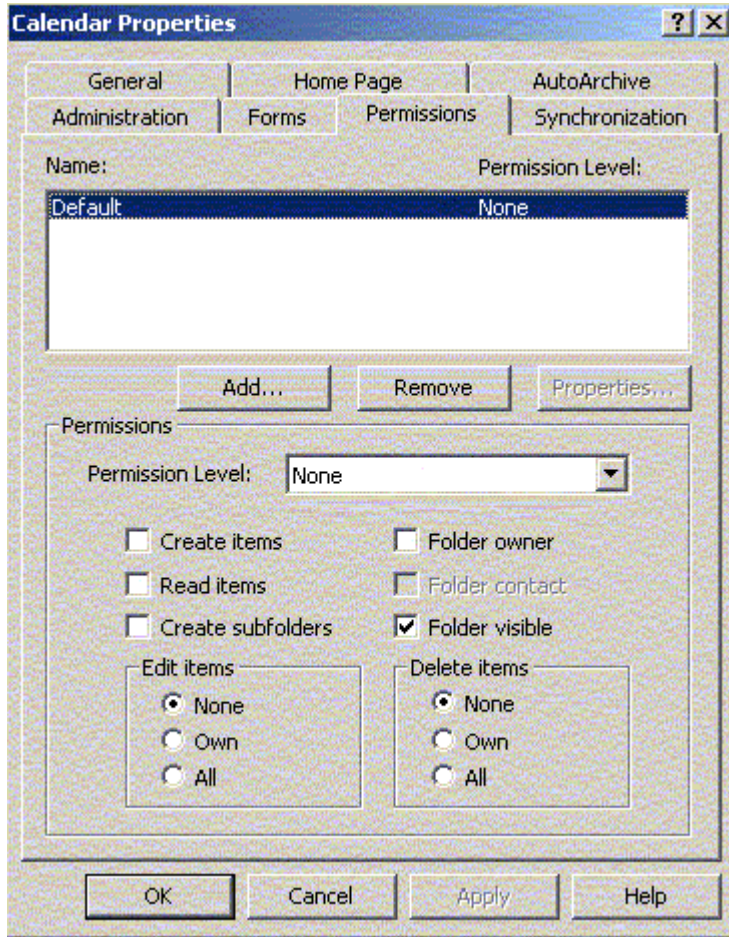 Calendar Properties
General Home Page AutoArchive
Administration Forms Permissions Synchronization
Name: Permission Level:
Default None
Add... Remove Properties...
Permissions
Permission Level: None
Create items Folder owner
Read items Folder contact
Create subfolders Folder visible
Edit items Delete items
None None
Own Own
All All
OK Cancel Apply Help